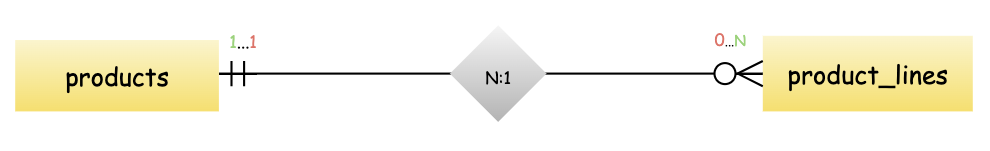 products
1...1
N:1
0...N
product_lines